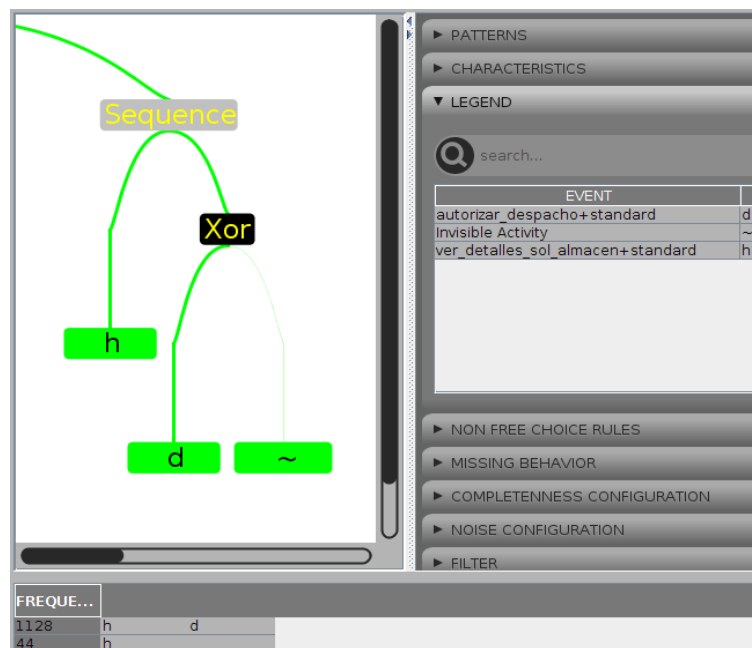 PATTERNS
CHARACTERISTICS
LEGEND
search...
EVENT
autorizar_despacho+standard d
Invisible Activity ~
ver_detalles_sol_almacen+standard h
NON FREE CHOICE RULES
MISSING BEHAVIOR
COMPLETENNESS CONFIGURATION
NOISE CONFIGURATION
FILTER
Sequence
Xor
h
d ~
FREQUE...
1128 h d
44 h